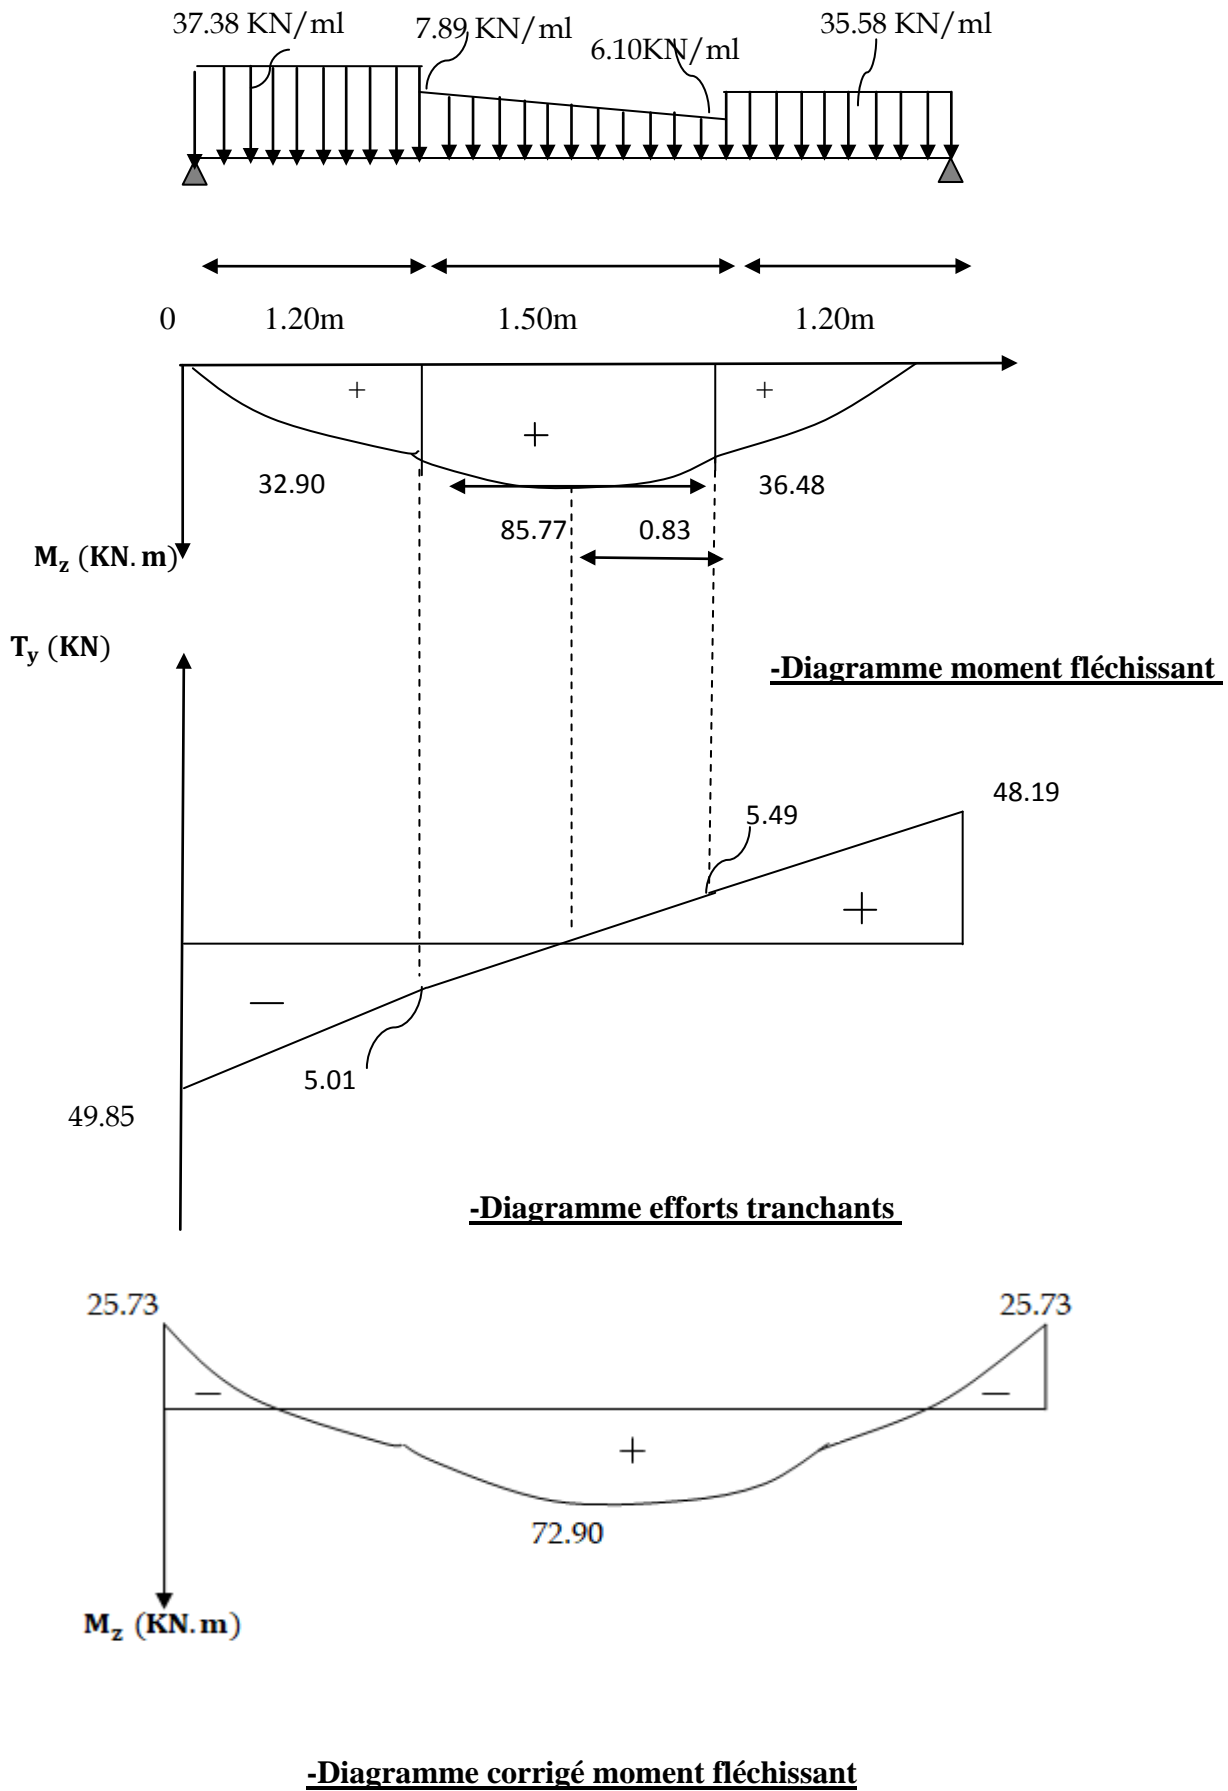 37.38 KN/ml
7.89 KN/ml
6.10KN/ml
35.58 KN/ml
0 1.20m 1.50m 1.20m
+ + +
32.90 36.48
85.77 0.83
M_z (KN.m)
T_y (KN)
-Diagramme moment fléchissant
48.19
5.49
+
—
5.01
49.85
-Diagramme efforts tranchants
25.73 25.73
— —
+
72.90
M_z (KN.m)
-Diagramme corrigé moment fléchissant